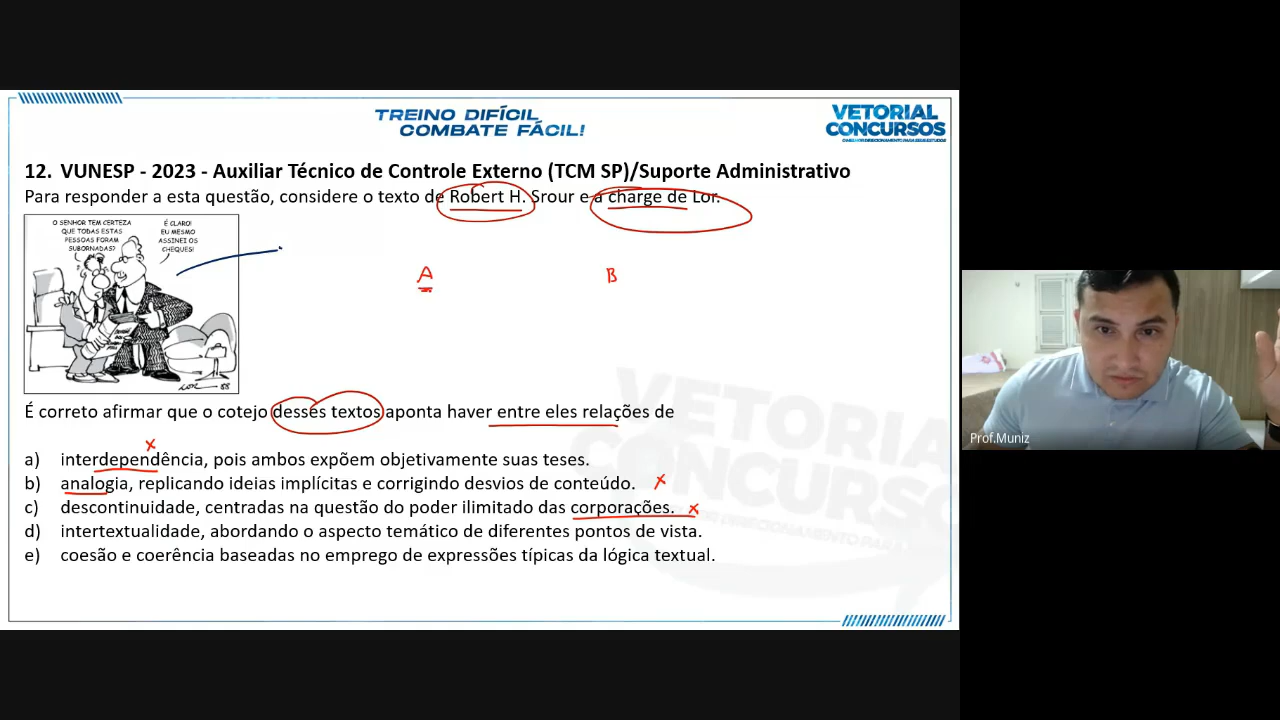 TREINO DIFÍCIL
COMBATE FÁCIL!
VETORIAL
CONCURSOS
12. VUNESP - 2023 - Auxiliar Técnico de Controle Externo (TCM SP)/Suporte Administrativo
Para responder a esta questão, considere o texto de Robert H. Srour e a charge de Lor.
O SENHOR TEM CERTEZA
QUE TODAS ESTAS
PESSOAS FORAM
SUBORNADAS?
É CLARO!
EU MESMO
ASSINEI OS
CHEQUES!
A
B
LOR 88
É correto afirmar que o cotejo desses textos aponta haver entre eles relações de
a) interdependência, pois ambos expõem objetivamente suas teses.
b) analogia, replicando ideias implícitas e corrigindo desvios de conteúdo.
c) descontinuidade, centradas na questão do poder ilimitado das corporações.
d) intertextualidade, abordando o aspecto temático de diferentes pontos de vista.
e) coesão e coerência baseadas no emprego de expressões típicas da lógica textual.
VETORIAL
CONCURSOS
Prof.Muniz